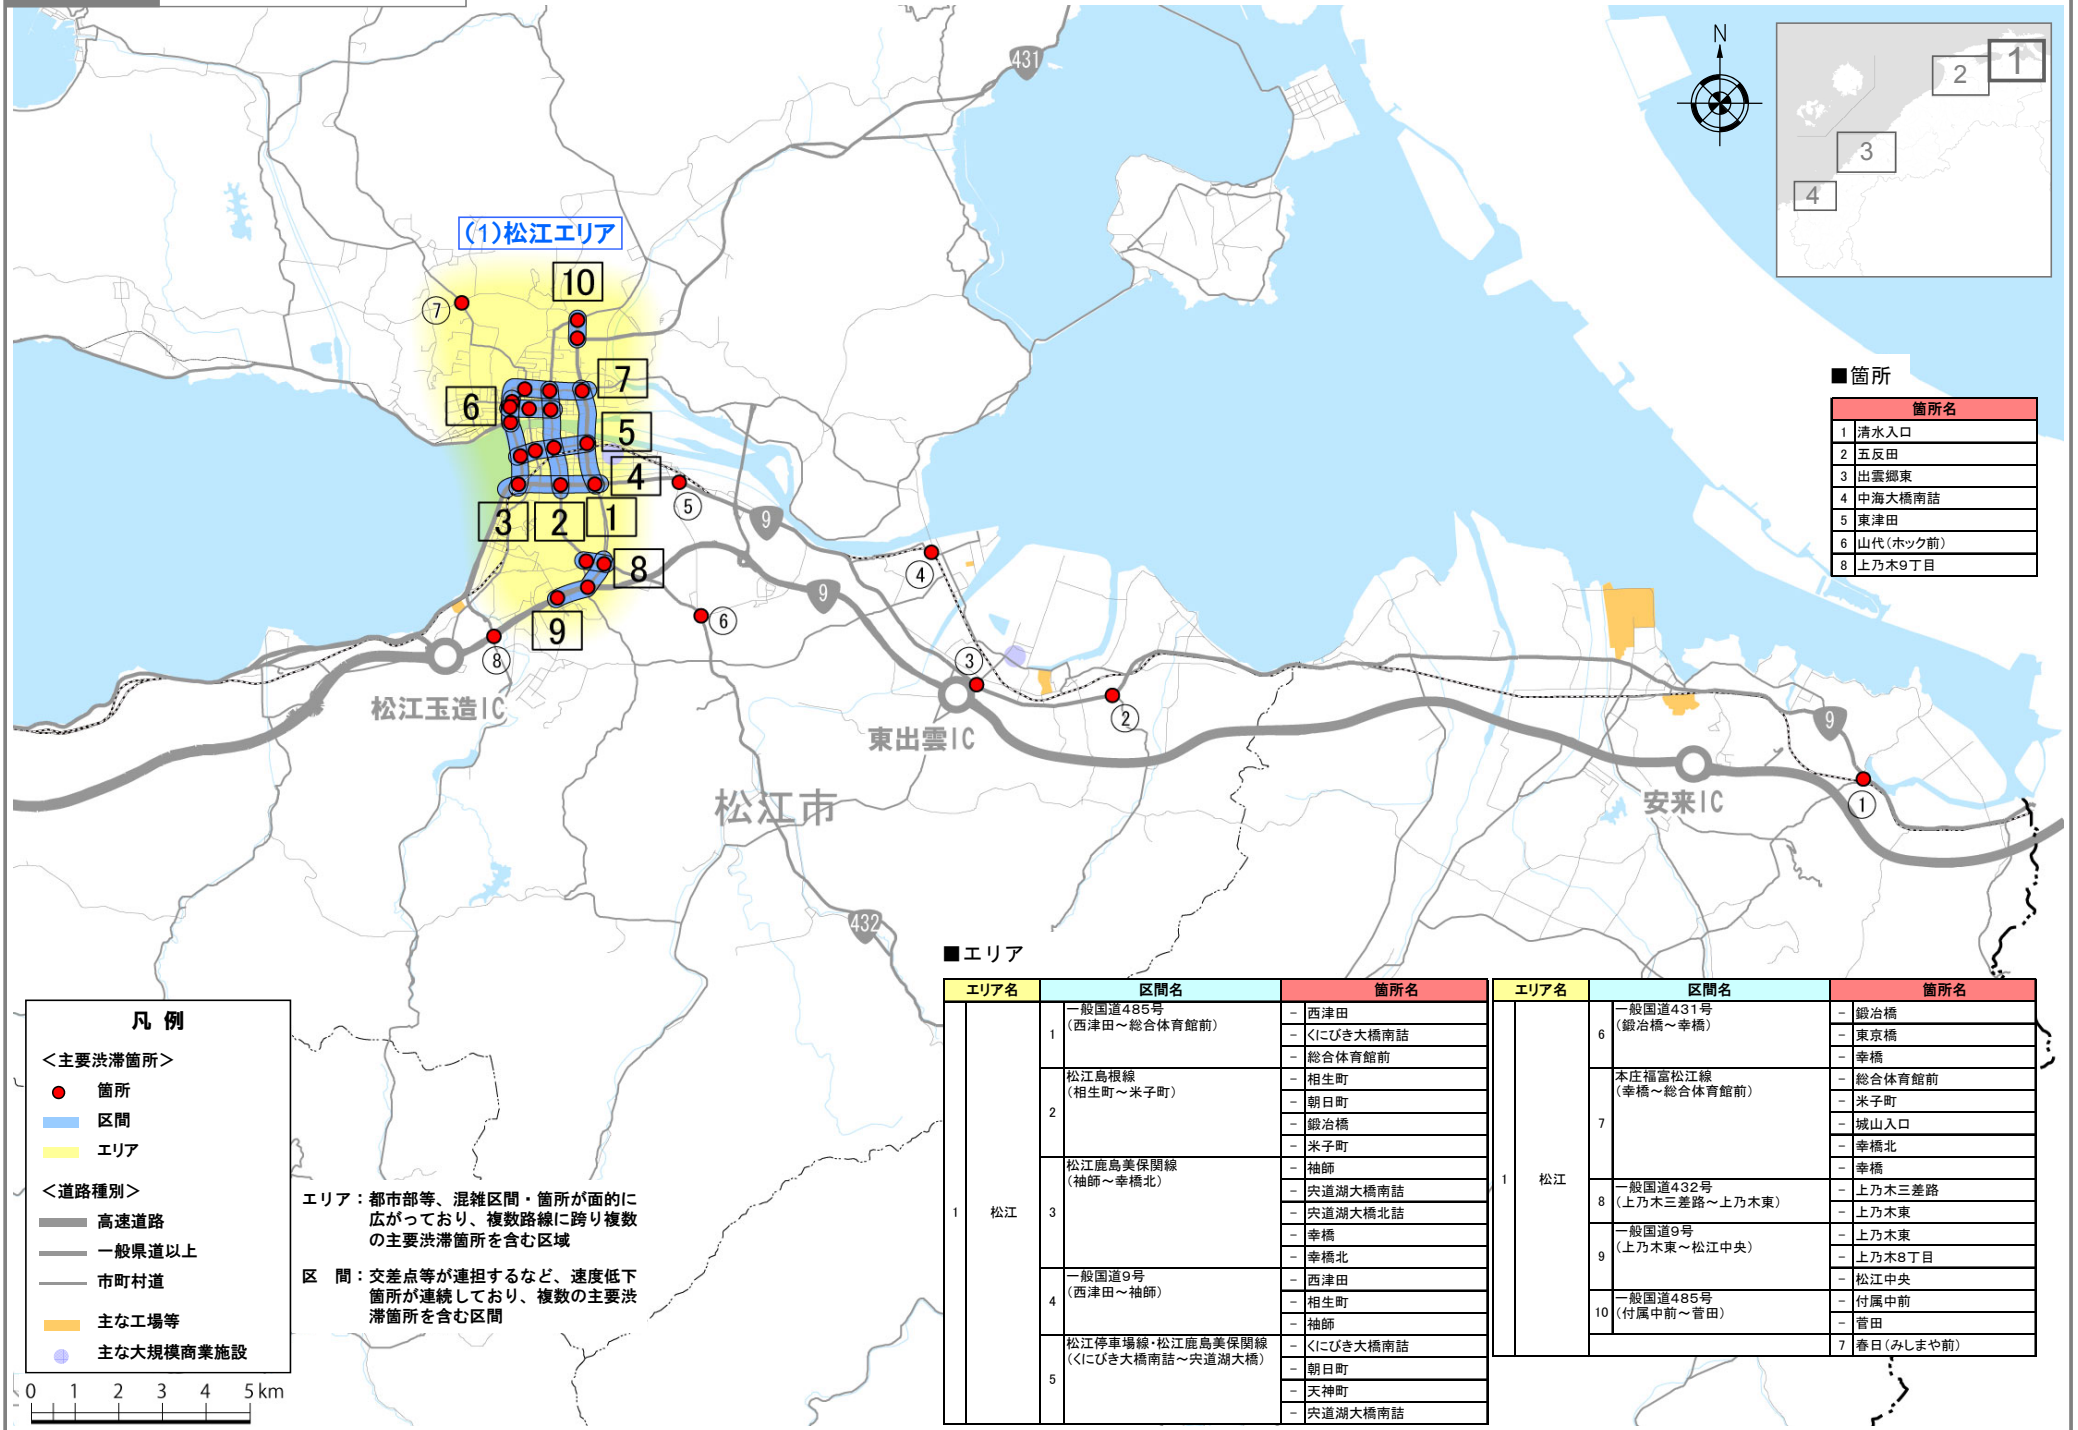 431
N
1
2
3
4
(1)松江エリア
10
7
7
6
5
4
5
3
2
1
9
8
4
9
6
9
3
8
2
9
1
松江玉造IC
東出雲IC
安来IC
松江市
432
■箇所
箇所名
1 清水入口
2 五反田
3 出雲郷東
4 中海大橋南詰
5 東津田
6 山代(ホック前)
8 上乃木9丁目
凡 例
<主要渋滞箇所>
箇所
区間
エリア
<道路種別>
高速道路
一般県道以上
市町村道
主な工場等
主な大規模商業施設
0 1 2 3 4 5km
エリア:都市部等、混雑区間・箇所が面的に
広がっており、複数路線に跨り複数
の主要渋滞箇所を含む区域
区 間:交差点等が連担するなど、速度低下
箇所が連続しており、複数の主要渋
滞箇所を含む区間
■エリア
エリア名 区間名 箇所名
1 松江
1 一般国道485号
(西津田~総合体育館前)
- 西津田
- くにびき大橋南詰
- 総合体育館前
2 松江島根線
(相生町~米子町)
- 相生町
- 朝日町
- 鍛冶橋
- 米子町
3 松江鹿島美保関線
(袖師~幸橋北)
- 袖師
- 宍道湖大橋南詰
- 宍道湖大橋北詰
- 幸橋
- 幸橋北
4 一般国道9号
(西津田~袖師)
- 西津田
- 相生町
- 袖師
5 松江停車場線・松江鹿島美保関線
(くにびき大橋南詰~宍道湖大橋)
- くにびき大橋南詰
- 朝日町
- 天神町
- 宍道湖大橋南詰
エリア名 区間名 箇所名
1 松江
6 一般国道431号
(鍛冶橋~幸橋)
- 鍛冶橋
- 東京橋
- 幸橋
7 本庄福富松江線
(幸橋~総合体育館前)
- 総合体育館前
- 米子町
- 城山入口
- 幸橋北
- 幸橋
8 一般国道432号
(上乃木三差路~上乃木東)
- 上乃木三差路
- 上乃木東
9 一般国道9号
(上乃木東~松江中央)
- 上乃木東
- 上乃木8丁目
- 松江中央
10 一般国道485号
(付属中前~菅田)
- 付属中前
- 菅田
7 春日(みしまや前)